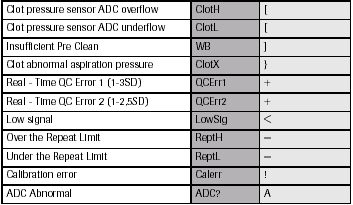 Clot pressure sensor ADC overflow ClotH [
Clot pressure sensor ADC underflow ClotL [
Insufficient Pre Clean WB ]
Clot abnormal aspiration pressure ClotX }
Real - Time QC Error 1 (1-3SD) QCErr1 +
Real - Time QC Error 2 (1-2,5SD) QCErr2 +
Low signal LowSig <
Over the Repeat Limit ReptH –
Under the Repeat Limit ReptL –
Calibration error Calerr !
ADC Abnormal ADC? A